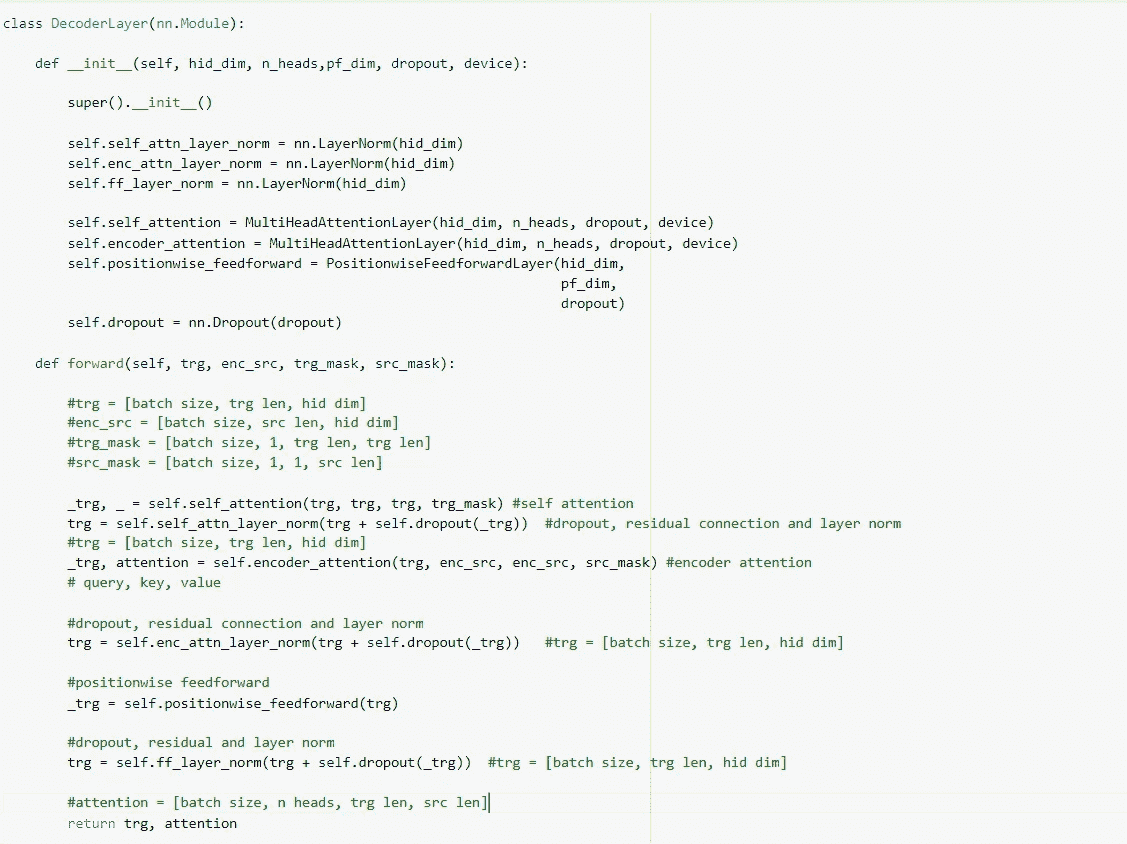 class DecoderLayer(nn.Module):
def __init__(self, hid_dim, n_heads,pf_dim, dropout, device):
super().__init__()
self.self_attn_layer_norm = nn.LayerNorm(hid_dim)
self.enc_attn_layer_norm = nn.LayerNorm(hid_dim)
self.ff_layer_norm = nn.LayerNorm(hid_dim)
self.self_attention = MultiHeadAttentionLayer(hid_dim, n_heads, dropout, device)
self.encoder_attention = MultiHeadAttentionLayer(hid_dim, n_heads, dropout, device)
self.positionwise_feedforward = PositionwiseFeedforwardLayer(hid_dim,
pf_dim,
dropout)
self.dropout = nn.Dropout(dropout)
def forward(self, trg, enc_src, trg_mask, src_mask):
#trg = [batch size, trg len, hid dim]
#enc_src = [batch size, src len, hid dim]
#trg_mask = [batch size, 1, trg len, trg len]
#src_mask = [batch size, 1, 1, src len]
_trg, _ = self.self_attention(trg, trg, trg, trg_mask) #self attention
trg = self.self_attn_layer_norm(trg + self.dropout(_trg))  #dropout, residual connection and layer norm
#trg = [batch size, trg len, hid dim]
_trg, attention = self.encoder_attention(trg, enc_src, enc_src, src_mask) #encoder attention
# query, key, value
#dropout, residual connection and layer norm
trg = self.enc_attn_layer_norm(trg + self.dropout(_trg))   #trg = [batch size, trg len, hid dim]
#positionwise feedforward
_trg = self.positionwise_feedforward(trg)
#dropout, residual and layer norm
trg = self.ff_layer_norm(trg + self.dropout(_trg))  #trg = [batch size, trg len, hid dim]
#attention = [batch size, n heads, trg len, src len]
return trg, attention